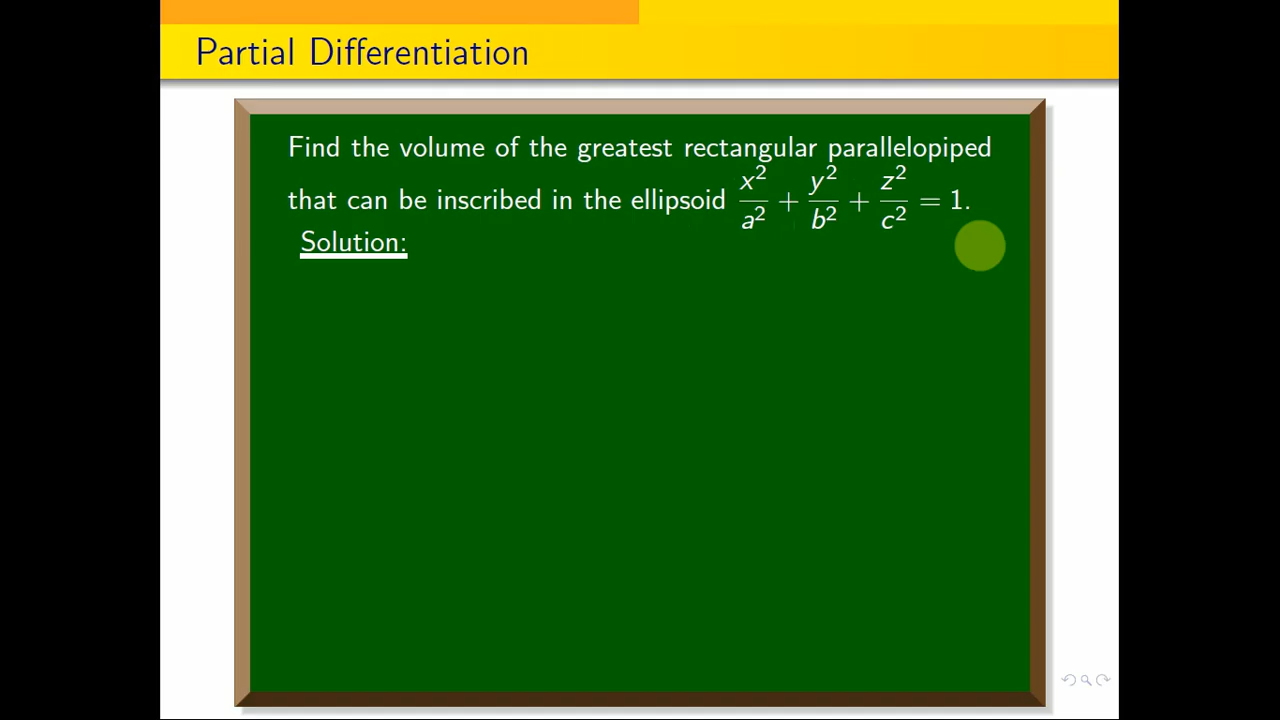 Partial Differentiation
Find the volume of the greatest rectangular parallelopiped
that can be inscribed in the ellipsoid x²/a² + y²/b² + z²/c² = 1.
Solution: